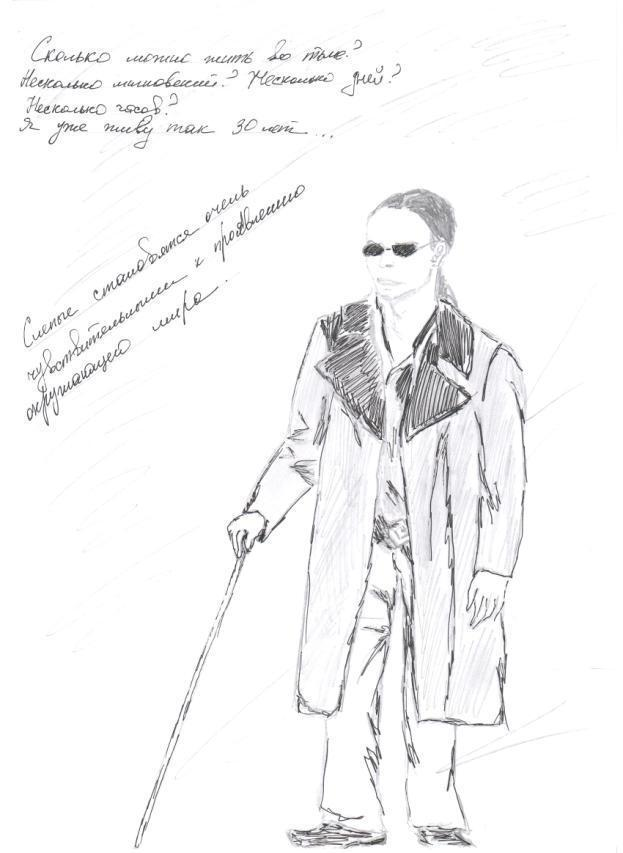 Сколько можно жить во тьме?
Несколько мгновений? Несколько дней?
Несколько часов?
Я уже живу так 30 лет...
Слепые становятся очень
чувствительными к проявлению
окружающего мира.